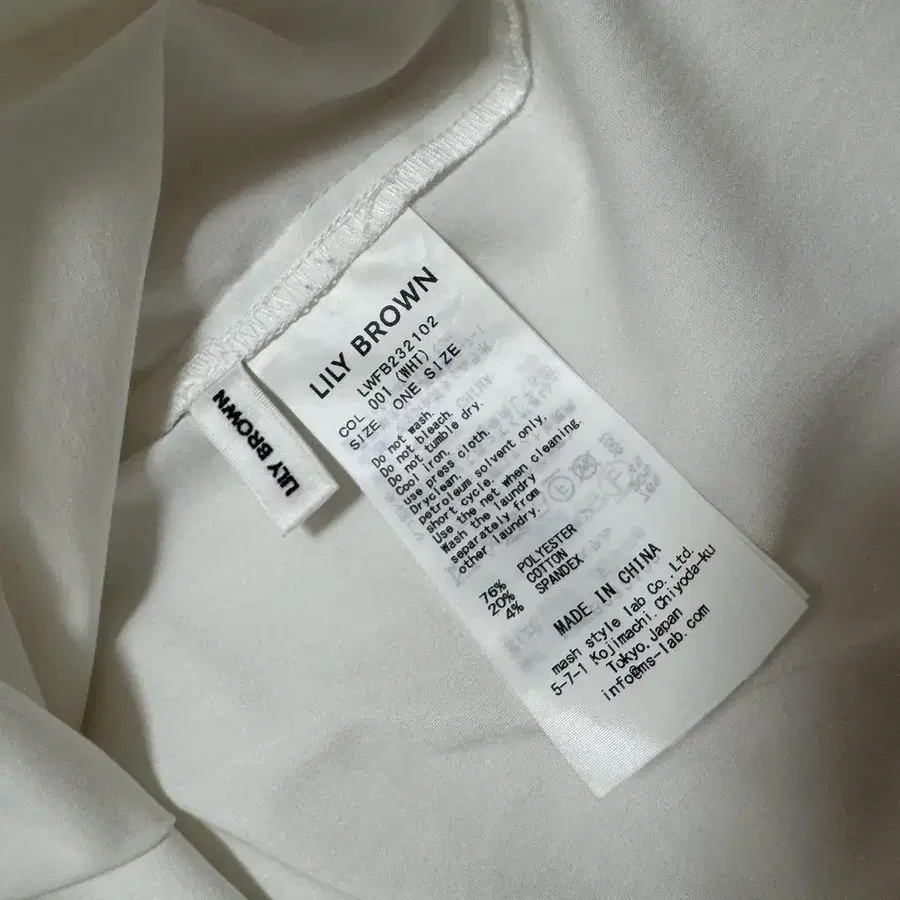 LILY BROWN
LWFB232102
COL 001 (WHT)
SIZE ONE SIZE
Do not wash.
Do not bleach.
Do not tumble dry.
Cool iron.
use press cloth.
Dryclean.
petroleum solvent only,
short cycle.
Use the net when cleaning.
Wash the laundry
separately from
other laundry.
76% POLYESTER
20% COTTON
4% SPANDEX
MADE IN CHINA
mash style lab Co.,Ltd.
5-7-1 Kojimachi.Chiyoda-ku
Tokyo.Japan
info@ms-lab.com
LILY BROWN